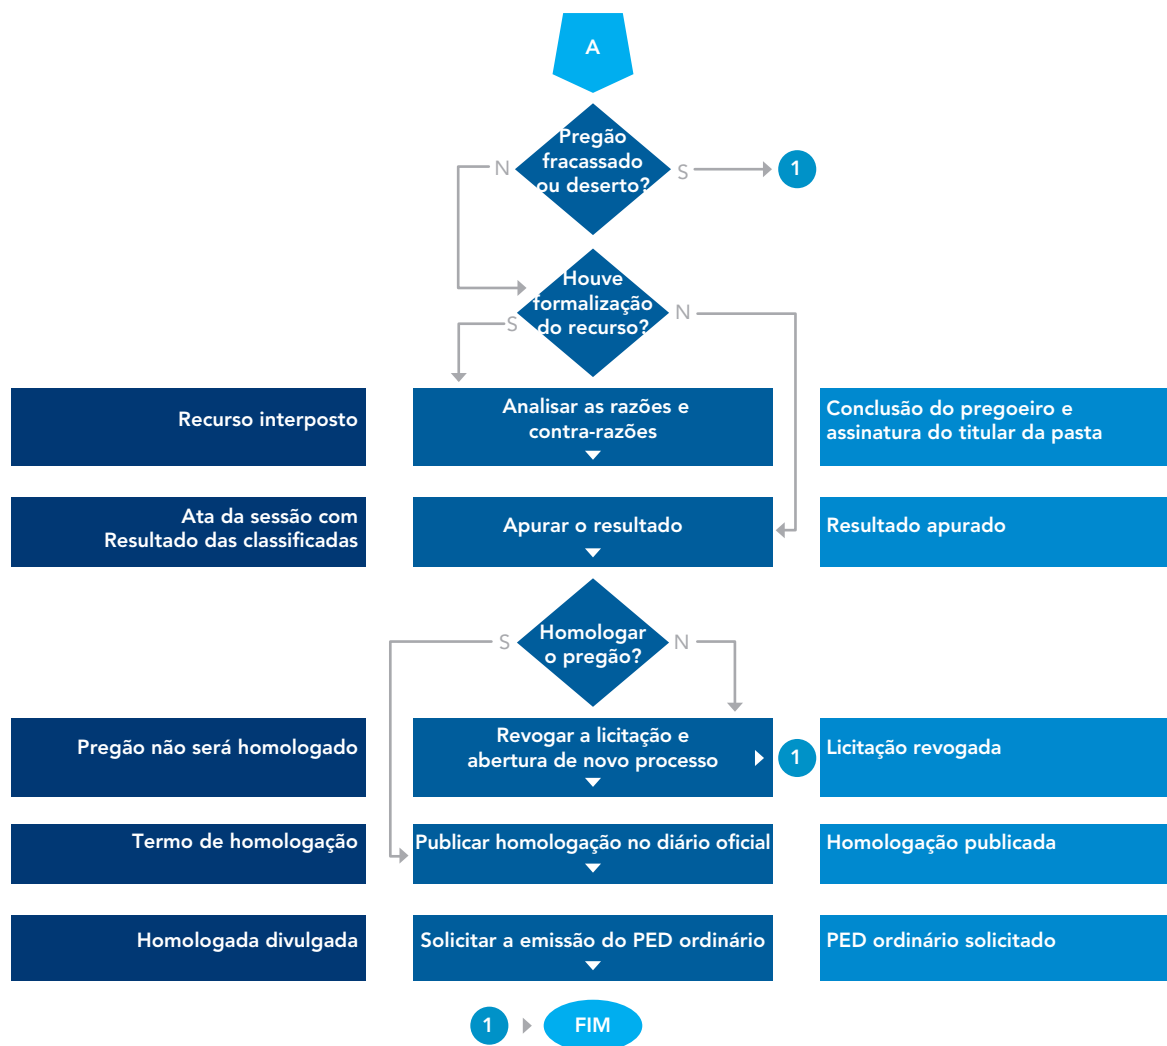 A
Pregão
fracassado
ou deserto?
N
S
1
Houve
formalização
do recurso?
S
N
Recurso interposto
Analisar as razões e
contra-razões
Conclusão do pregoeiro e
assinatura do titular da pasta
Ata da sessão com
Resultado das classificadas
Apurar o resultado
Resultado apurado
Homologar
o pregão?
S
N
Pregão não será homologado
Revogar a licitação e
abertura de novo processo
1
Licitação revogada
Termo de homologação
Publicar homologação no diário oficial
Homologação publicada
Homologada divulgada
Solicitar a emissão do PED ordinário
PED ordinário solicitado
1
FIM